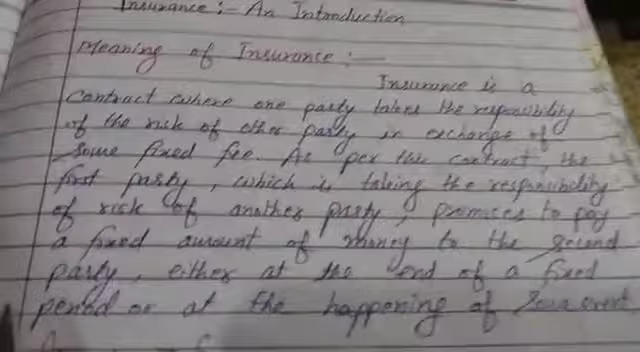 Insurance :- An Introduction
Meaning of Insurance :-
Insurance is a
contract where one party takes the responsibility
of the risk of other party in exchange of
some fixed fee. As per this contract, the
first party, which is taking the responsibility
of risk of another party, promises to pay
a fixed amount of money to the second
party, either at the end of a fixed
period or at the happening of event